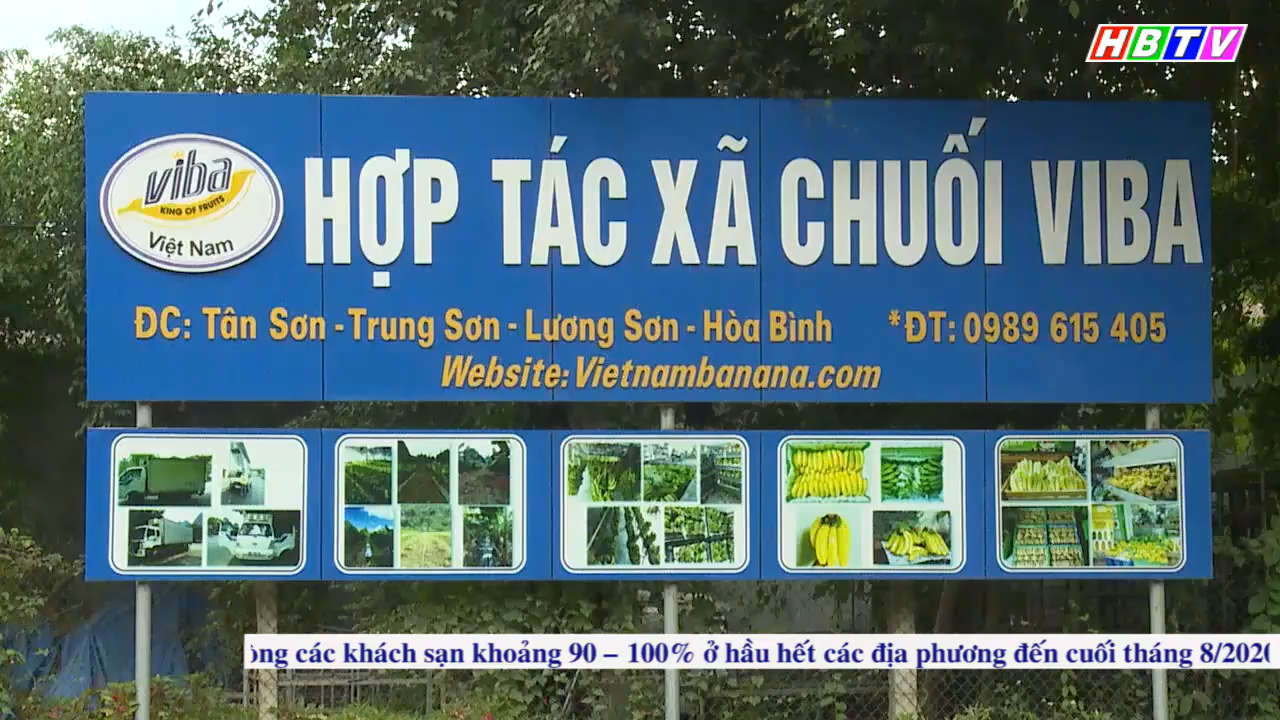 HBTV
viba
KING OF FRUITS
Việt Nam
HỢP TÁC XÃ CHUỐI VIBA
ĐC: Tân Sơn - Trung Sơn - Lương Sơn - Hòa Bình *ĐT: 0989 615 405
Website: Vietnambanana.com
các khách sạn khoảng 90 – 100% ở hầu hết các địa phương đến cuối tháng 8/2020